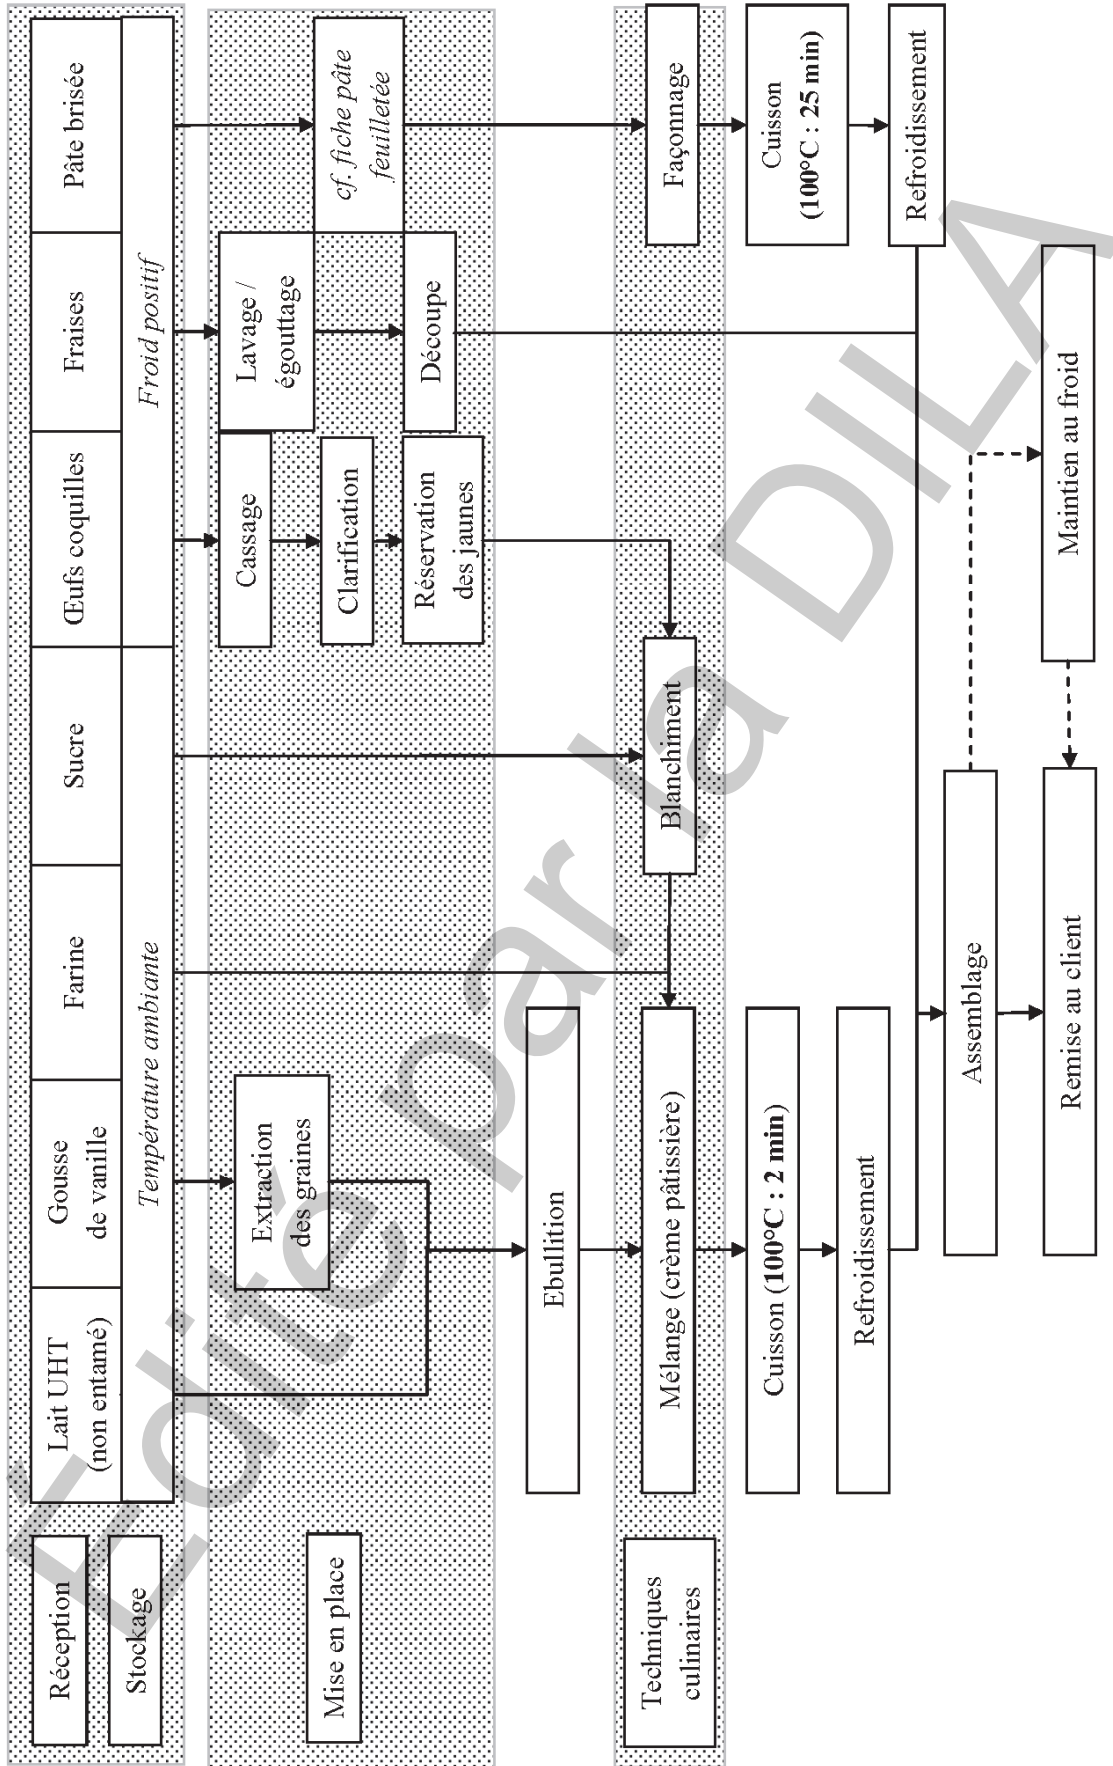 Réception
Lait UHT
(non entamé)
Gousse
de vanille
Farine
Sucre
Œufs coquilles
Fraises
Pâte brisée
Stockage
Température ambiante
Froid positif
Mise en place
Extraction
des graines
Cassage
Lavage /
égouttage
Clarification
cf. fiche pâte
feuilletée
Réservation
des jaunes
Découpe
Ebullition
Techniques
culinaires
Mélange (crème pâtissière)
Blanchiment
Façonnage
Cuisson (100°C : 2 min)
Cuisson
(100°C : 25 min)
Refroidissement
Refroidissement
Assemblage
Remise au client
Maintien au froid
Édité par la DILA